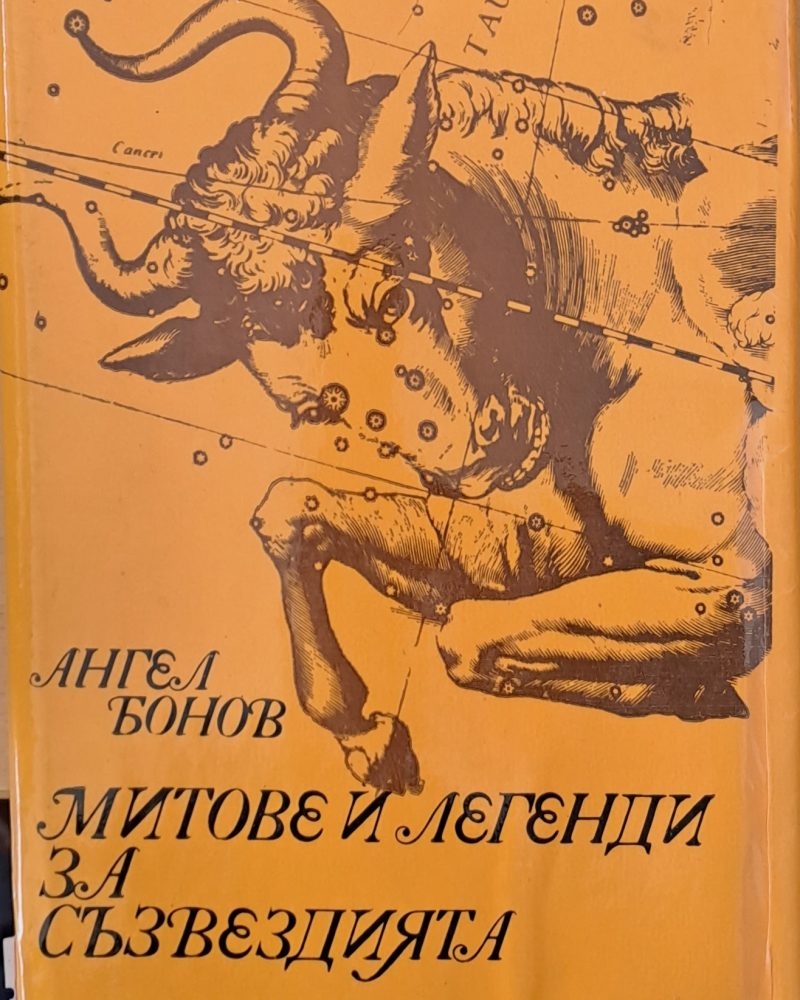 TAU
Cancri
АНГЕЛ
БОНОВ
МИТОВЕ И ЛЕГЕНДИ
ЗА
СЪЗВЕЗДИЯТА